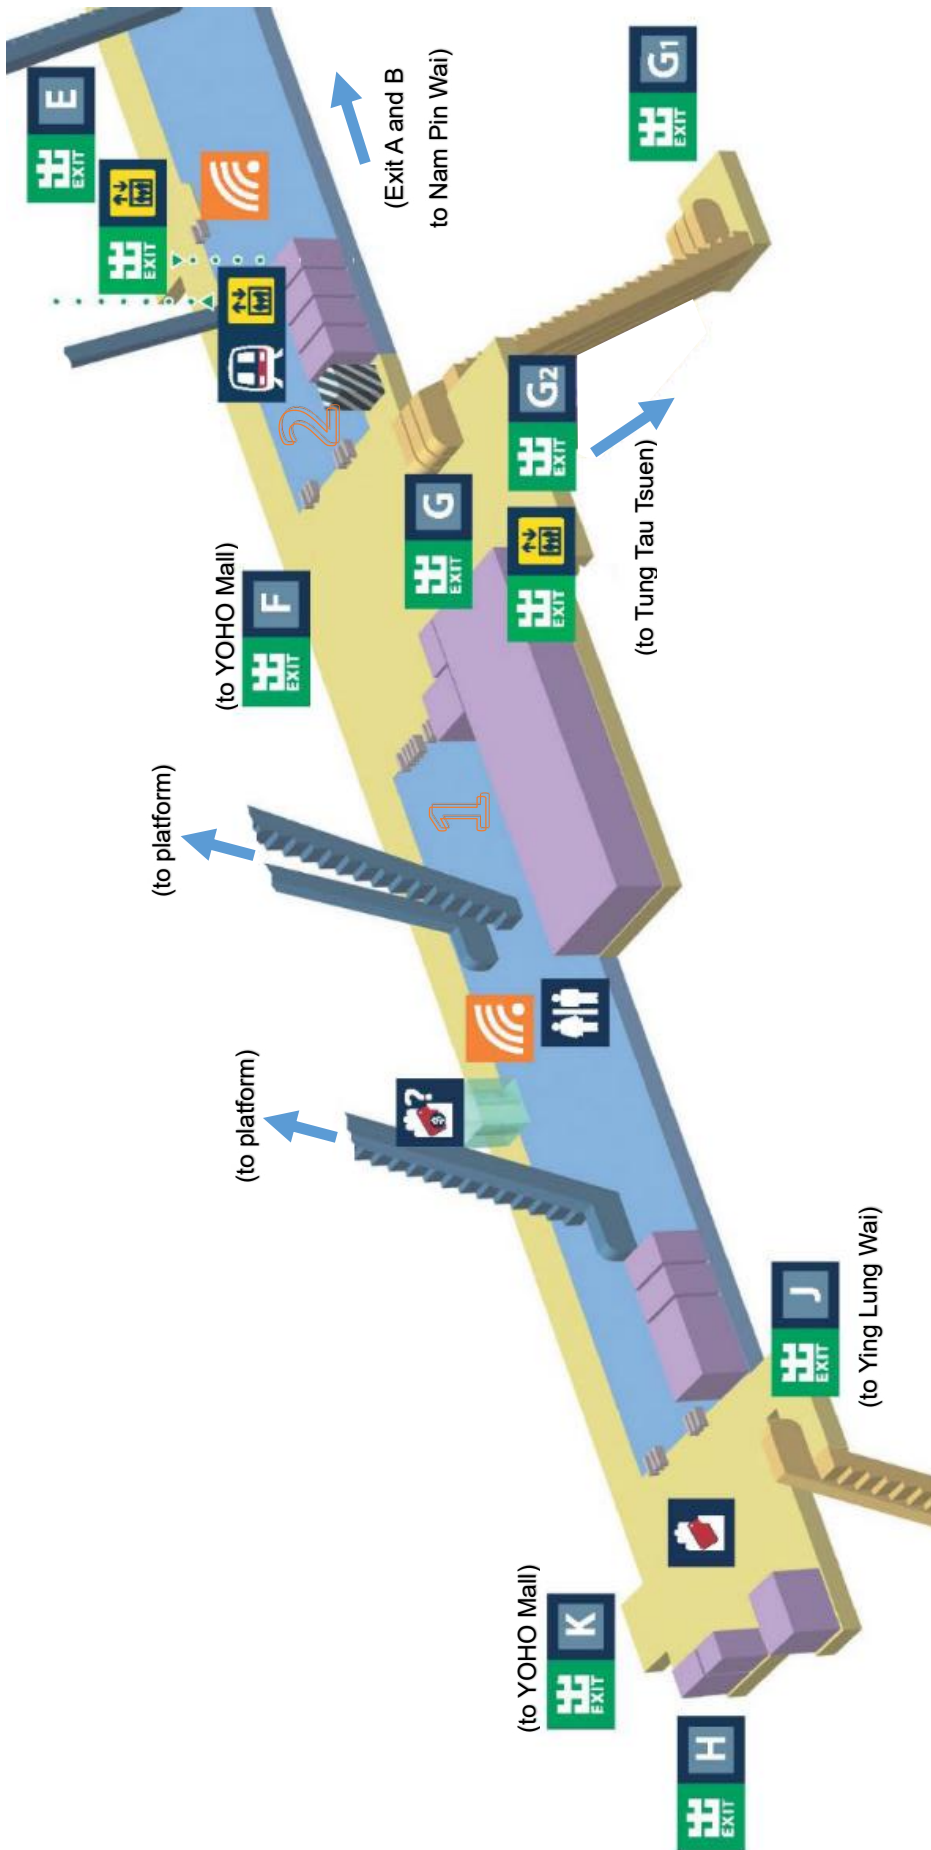 EXIT E
EXIT
(to platform)
(to YOHO Mall)
EXIT F
(to platform)
2
(Exit A and B
to Nam Pin Wai)
?
EXIT G
1
(to YOHO Mall)
EXIT K
EXIT
EXIT G2
(to Tung Tau Tsuen)
EXIT G1
EXIT H
EXIT J
(to Ying Lung Wai)